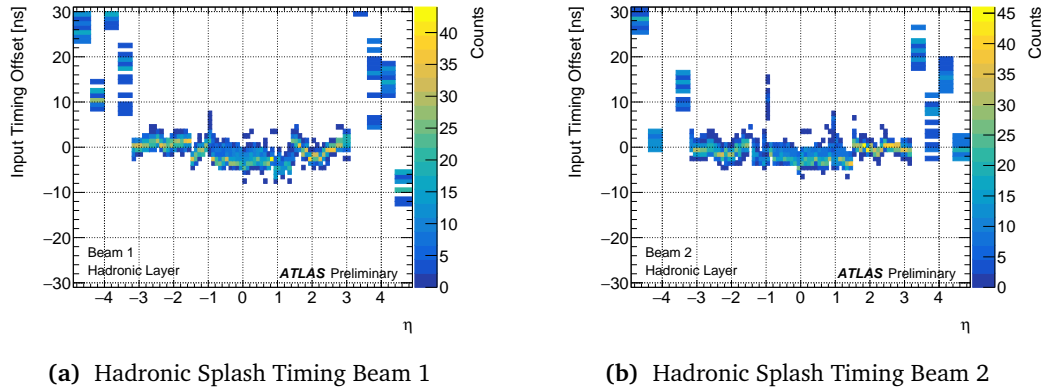 30
20
10
0
−10
−20
−30
Input Timing Offset [ns]
−4 −3 −2 −1 0 1 2 3 4
η
Beam 1
Hadronic Layer
ATLAS Preliminary
40
35
30
25
20
15
10
5
0
Counts
30
20
10
0
−10
−20
−30
Input Timing Offset [ns]
−4 −3 −2 −1 0 1 2 3 4
η
Beam 2
Hadronic Layer
ATLAS Preliminary
45
40
35
30
25
20
15
10
5
0
Counts
(a) Hadronic Splash Timing Beam 1
(b) Hadronic Splash Timing Beam 2